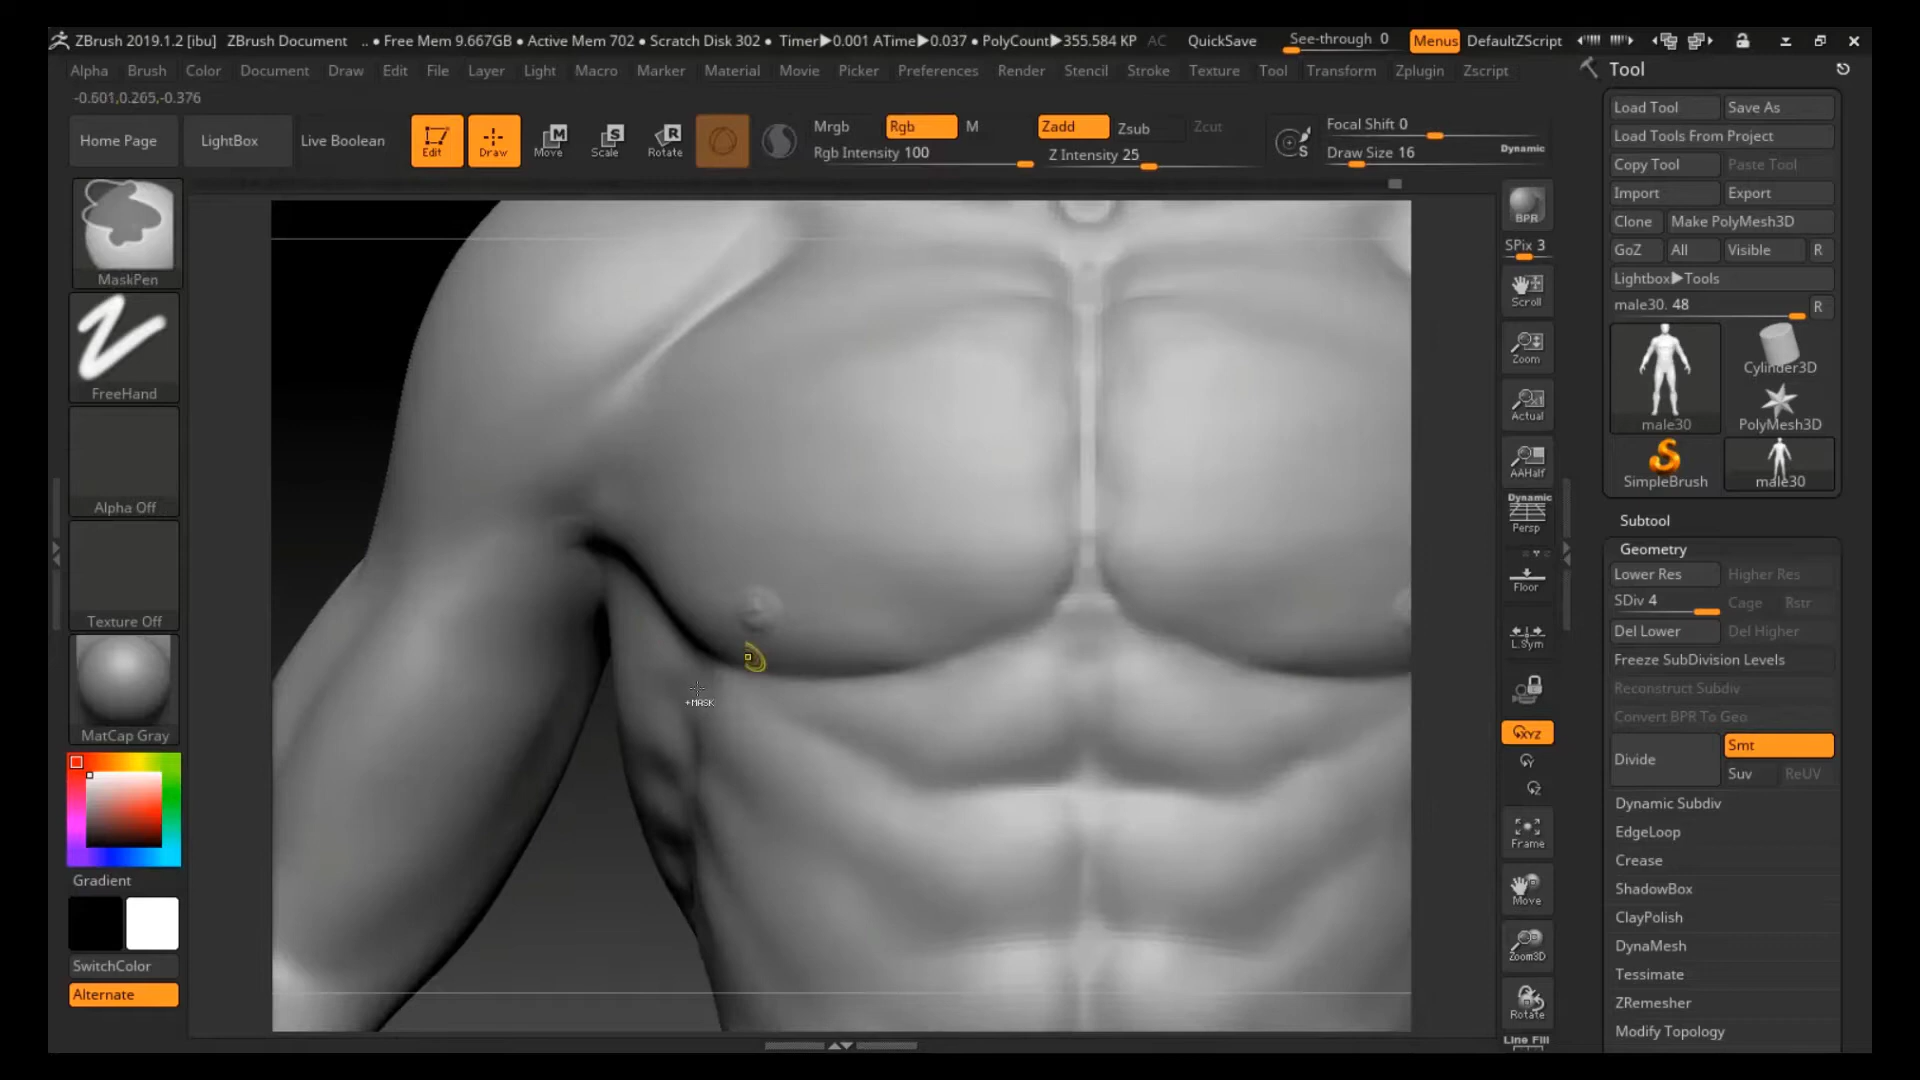 ZBrush 2019.1.2 [ibu] ZBrush Document .. • Free Mem 9.667GB • Active Mem 702 • Scratch Disk 302 • Timer▶0.001 ATime▶0.037 • PolyCount▶355.584 KP AC QuickSave See-through 0 Menus DefaultZScript
Alpha Brush Color Document Draw Edit File Layer Light Macro Marker Material Movie Picker Preferences Render Stencil Stroke Texture Tool Transform Zplugin Zscript
-0.601,0.265,-0.376
Home Page
LightBox
Live Boolean
Edit
Draw
M
Move
S
Scale
R
Rotate
Mrgb Rgb M
Rgb Intensity 100
Zadd Zsub Zcut
Z Intensity 25
S
Focal Shift 0
Draw Size 16
Dynamic
MaskPen
FreeHand
Alpha Off
Texture Off
MatCap Gray
Gradient
SwitchColor
Alternate
+MASK
BPR
SPix 3
Scroll
Zoom
Actual
AAHalf
Dynamic
Persp
Floor
L.Sym
XYZ
Y
Z
Frame
Move
Zoom3D
Rotate
Line Fill
Tool
Load Tool Save As
Load Tools From Project
Copy Tool Paste Tool
Import Export
Clone Make PolyMesh3D
GoZ All Visible R
Lightbox▶Tools
male30. 48 R
male30
Cylinder3D
PolyMesh3D
SimpleBrush
male30
Subtool
Geometry
Lower Res Higher Res
SDiv 4 Cage Rstr
Del Lower Del Higher
Freeze SubDivision Levels
Reconstruct Subdiv
Convert BPR To Geo
Divide Smt
Suv ReUV
Dynamic Subdiv
EdgeLoop
Crease
ShadowBox
ClayPolish
DynaMesh
Tessimate
ZRemesher
Modify Topology